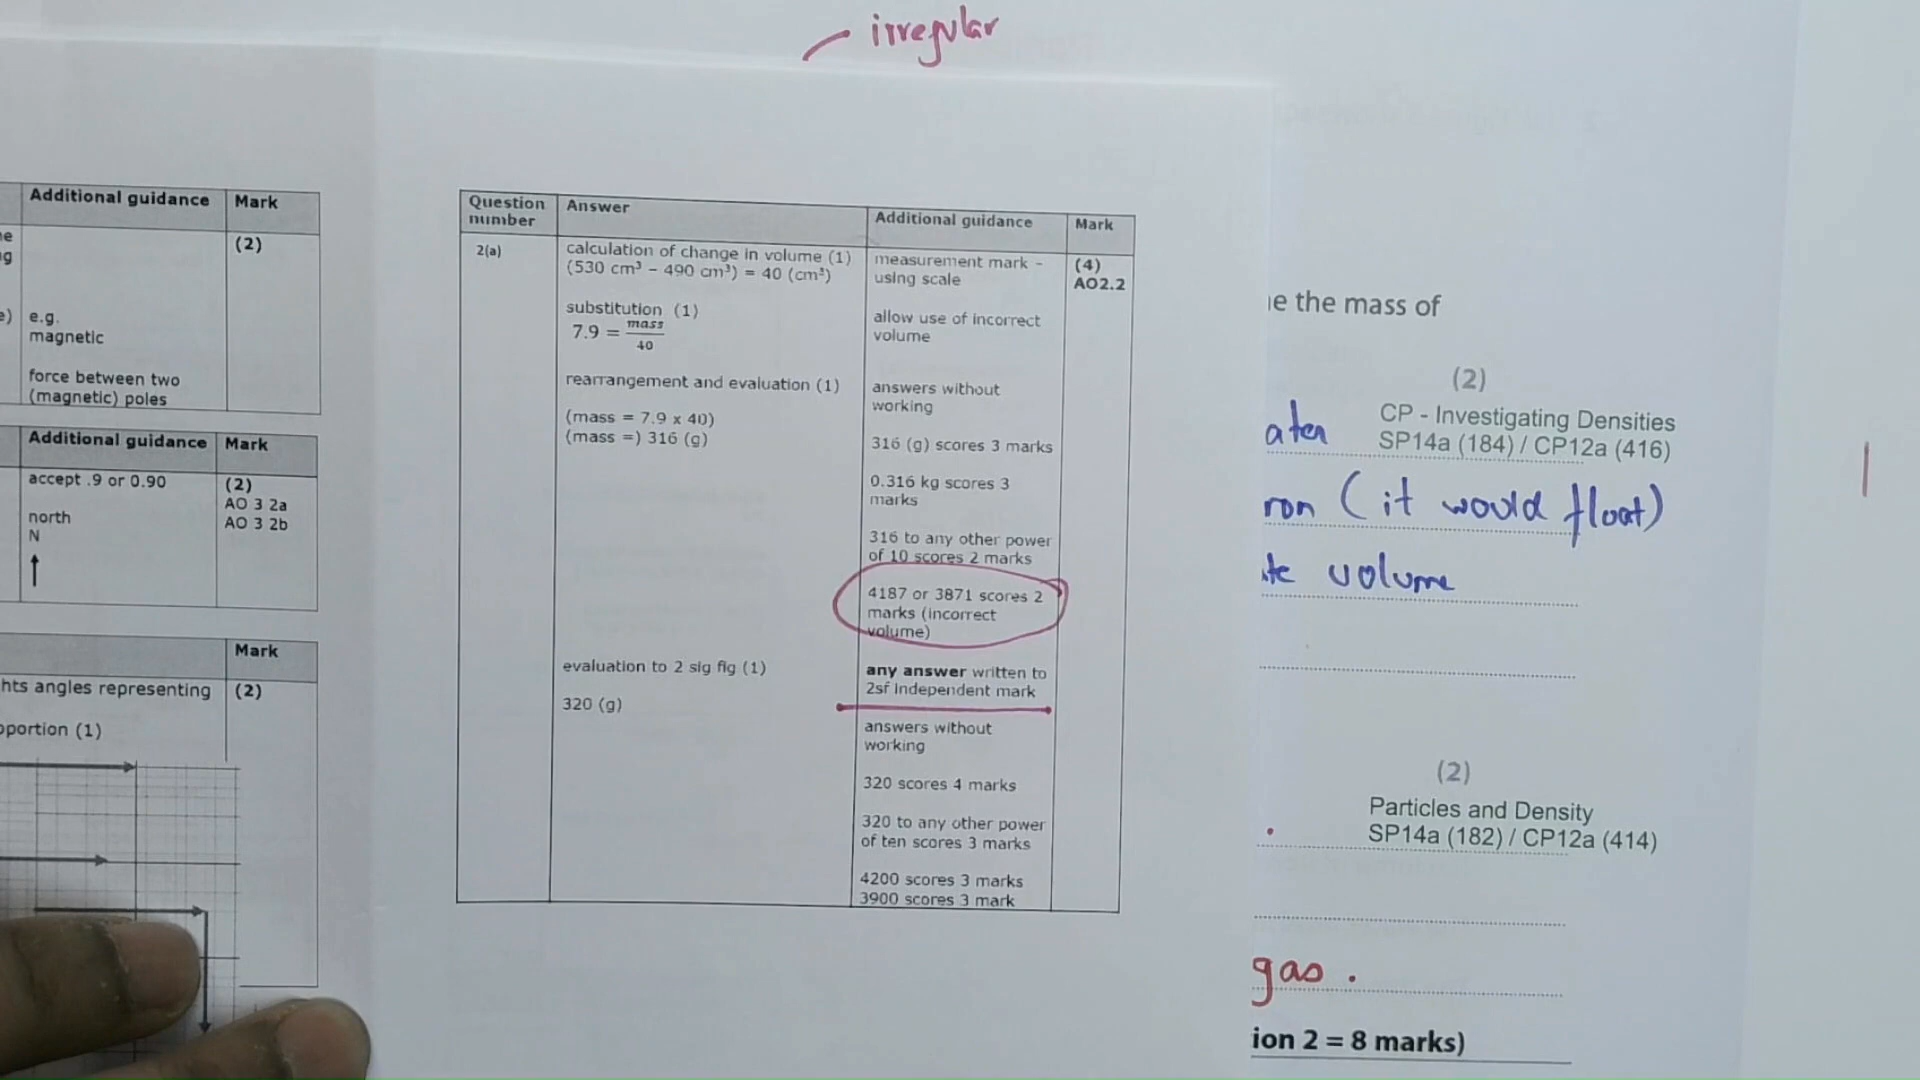 irregular
Additional guidance Mark
(2)
e.g.
magnetic
force between two
(magnetic) poles
Additional guidance Mark
accept .9 or 0.90
north
N
(2)
AO 3 2a
AO 3 2b
Mark
hts angles representing (2)
portion (1)
Question number Answer Additional guidance Mark
2(a)
calculation of change in volume (1)
(530 cm³ – 490 cm³) = 40 (cm³)
measurement mark –
using scale
(4)
AO2.2
substitution (1)
7.9 = mass/40
allow use of incorrect
volume
rearrangement and evaluation (1)
(mass = 7.9 x 40)
(mass =) 316 (g)
answers without
working
316 (g) scores 3 marks
0.316 kg scores 3
marks
316 to any other power
of 10 scores 2 marks
4187 or 3871 scores 2
marks (incorrect
volume)
evaluation to 2 sig fig (1)
320 (g)
any answer written to
2sf independent mark
answers without
working
320 scores 4 marks
320 to any other power
of ten scores 3 marks
4200 scores 3 marks
3900 scores 3 mark
the mass of
(2)
CP - Investigating Densities
SP14a (184) / CP12a (416)
ater
ron (it would float)
volume
(2)
Particles and Density
SP14a (182) / CP12a (414)
gas.
ion 2 = 8 marks)